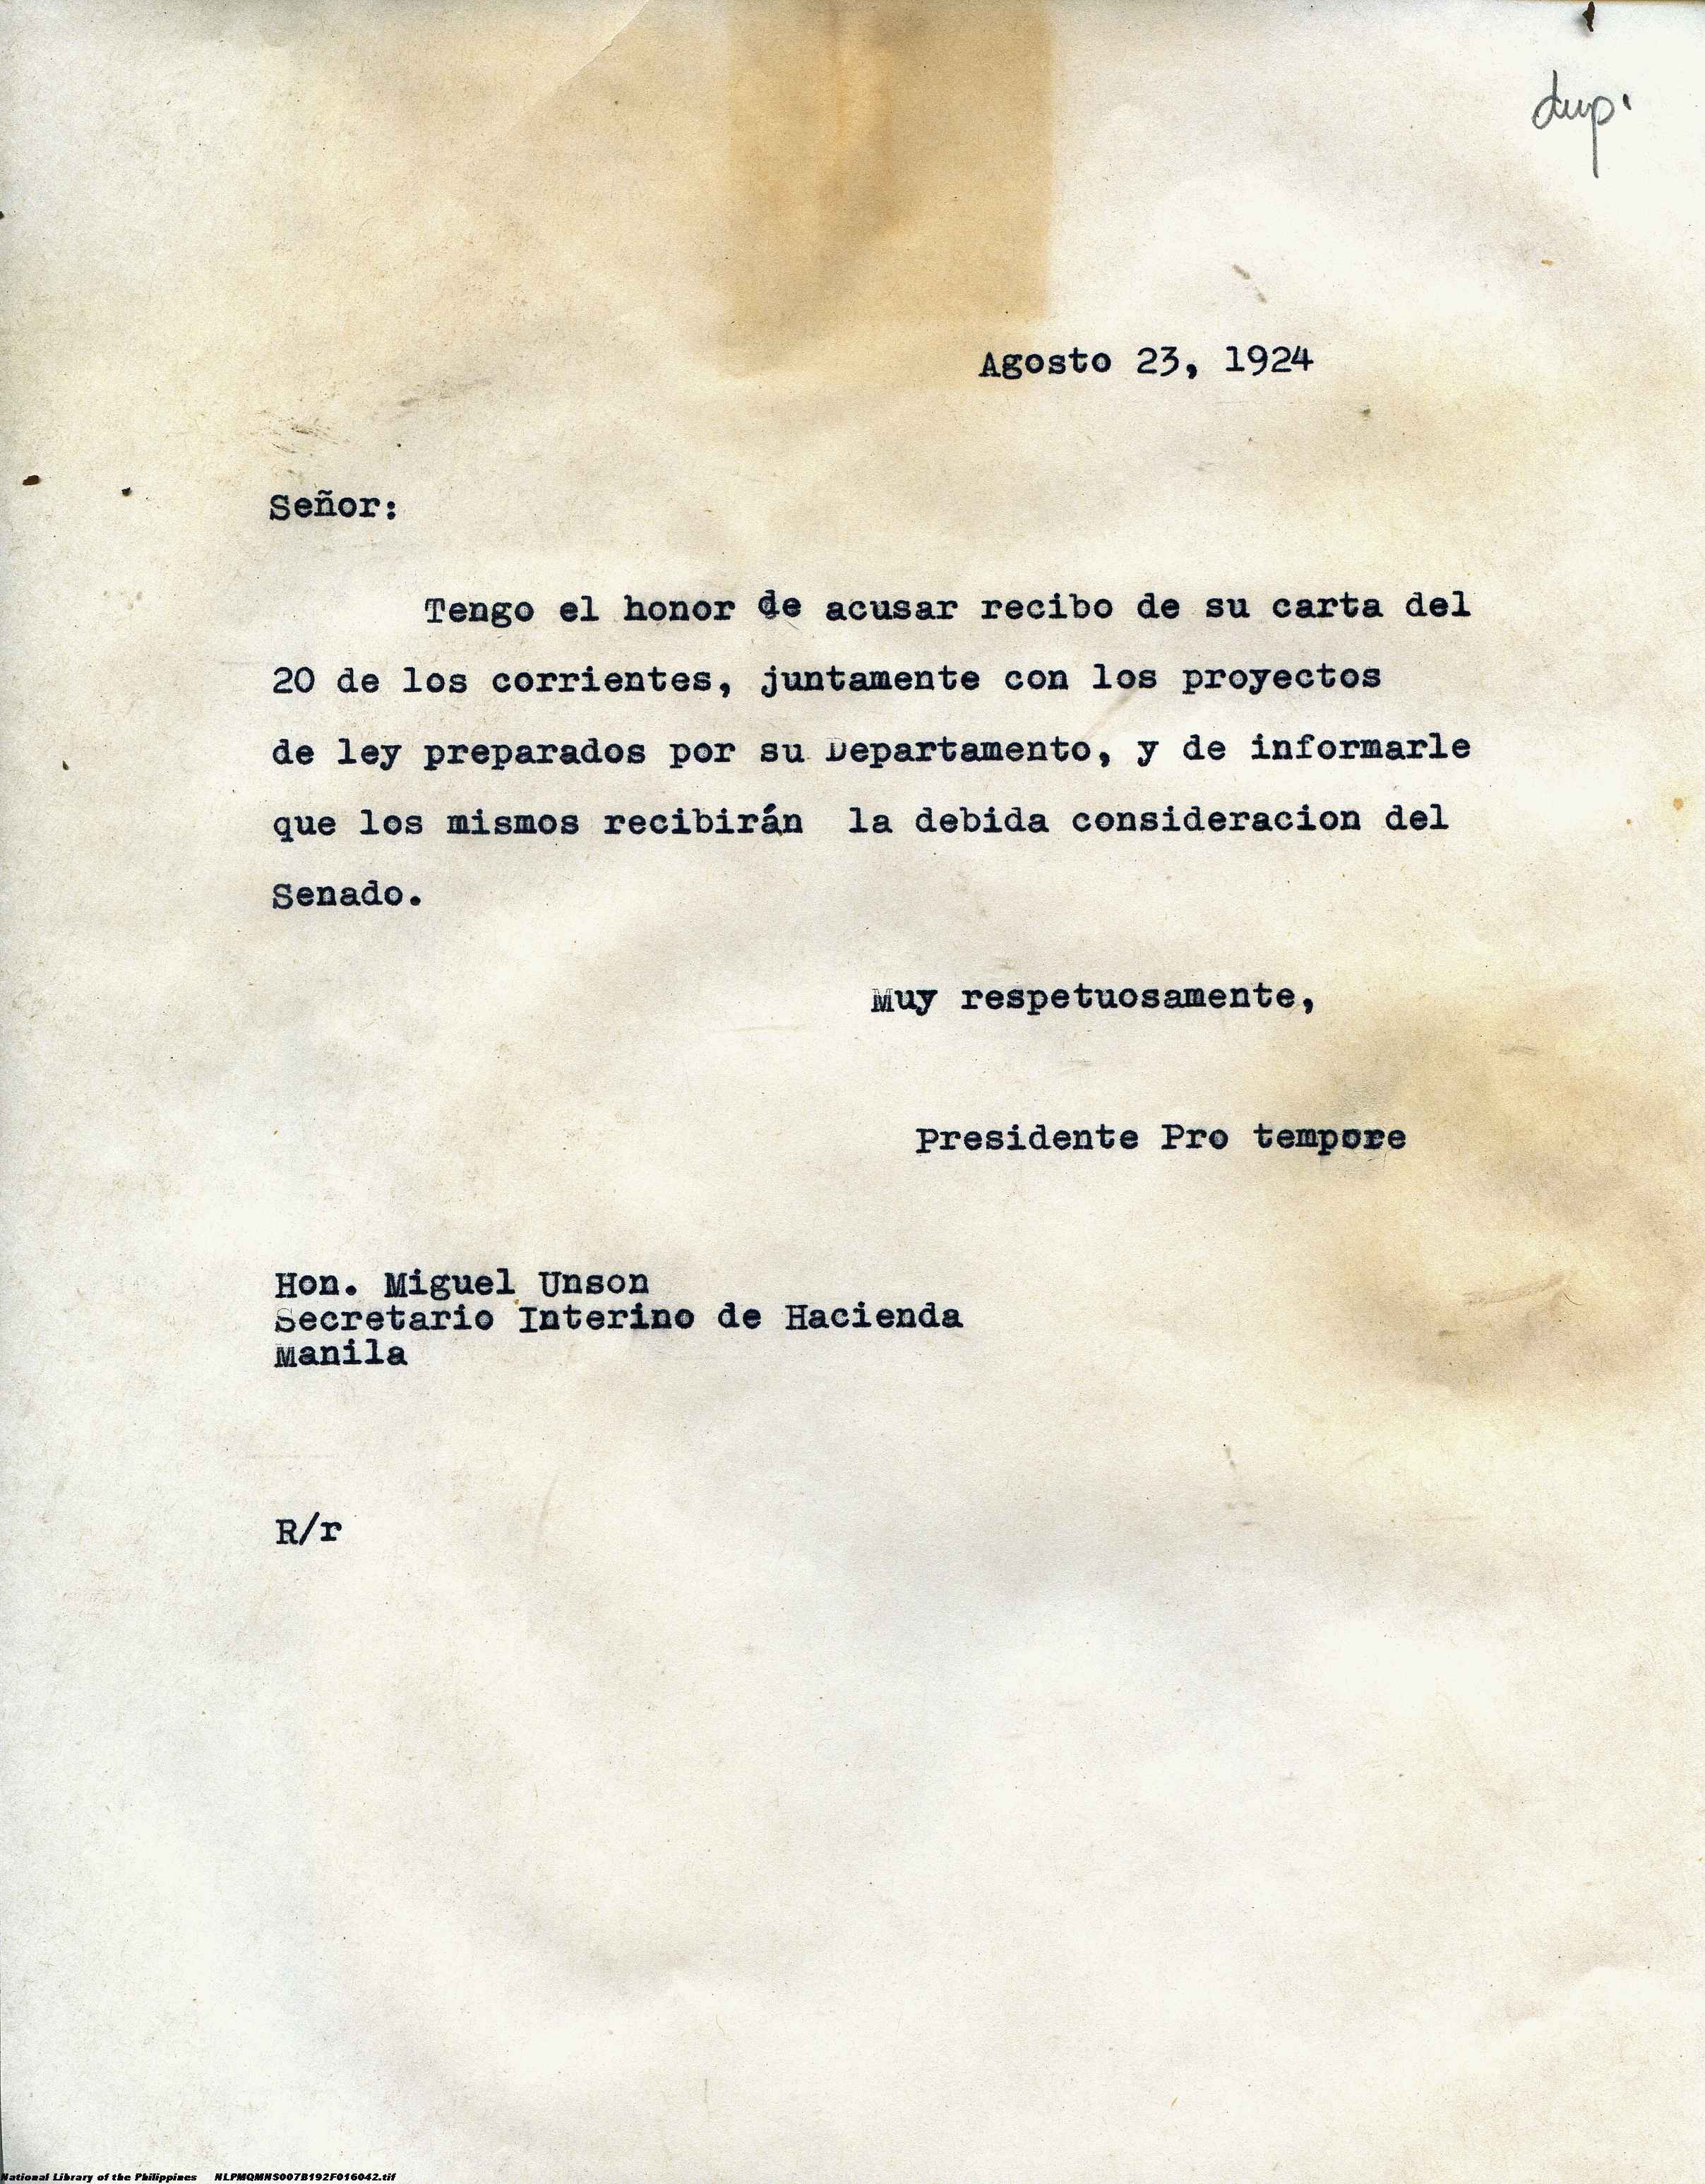 dup.
Agosto 23, 1924
Señor:
Tengo el honor de acusar recibo de su carta del
20 de los corrientes, juntamente con los proyectos
de ley preparados por su Departamento, y de informarle
que los mismos recibirán la debida consideracion del
Senado.
Muy respetuosamente,
Presidente Pro tempore
Hon. Miguel Unson
Secretario Interino de Hacienda
Manila
R/r
National Library of the Philippines NLPMQMNS007B192F016042.tif